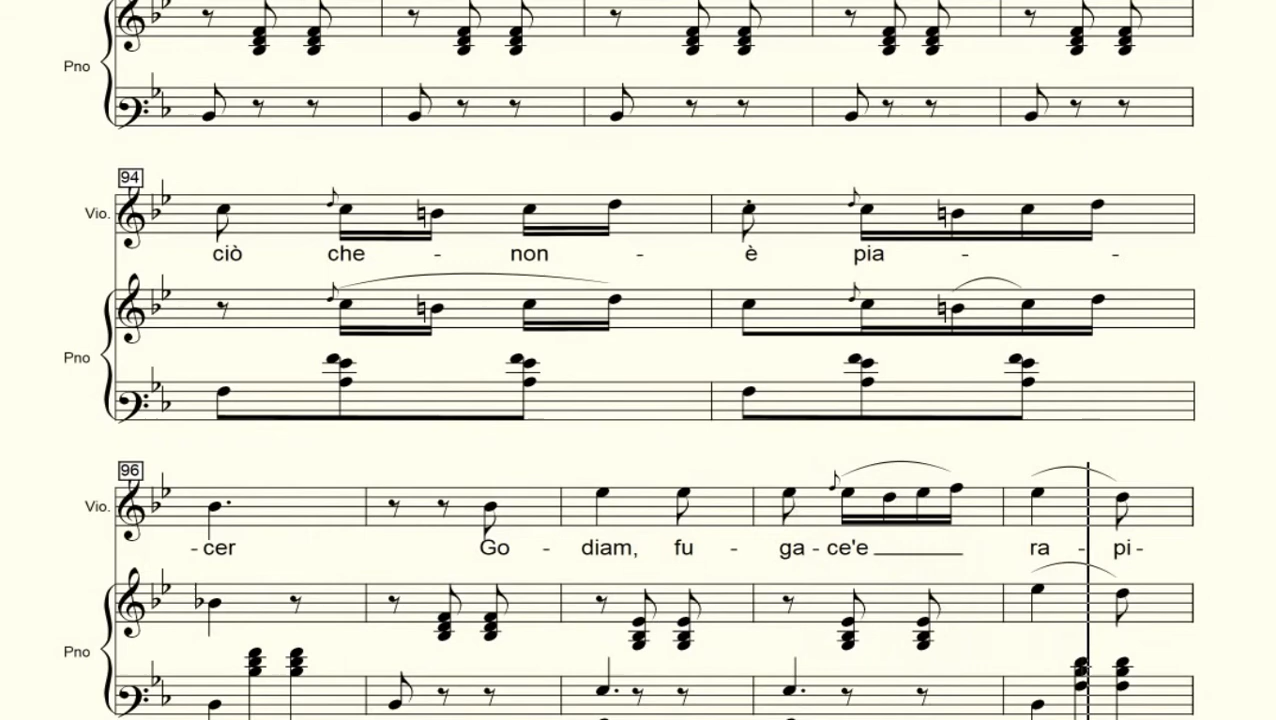 Pno
94
Vio.
ciò che - non - è pia - -
Pno
96
Vio.
- cer Go - diam, fu - ga - ce'e ra - pi -
Pno